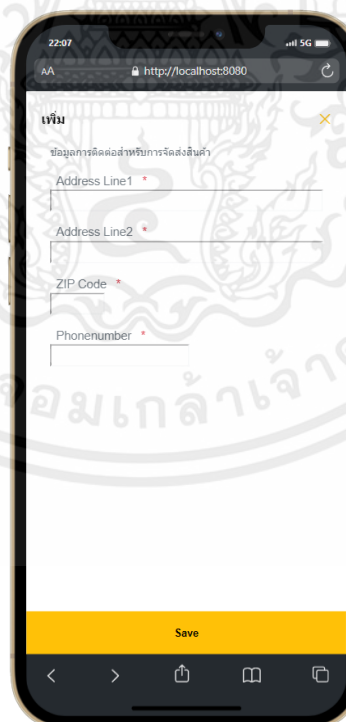 22:07
5G
AA http://localhost:8080
เพิ่ม
ข้อมูลการติดต่อสำหรับการจัดส่งสินค้า
Address Line1 *
Address Line2 *
ZIP Code *
Phonenumber *
Save